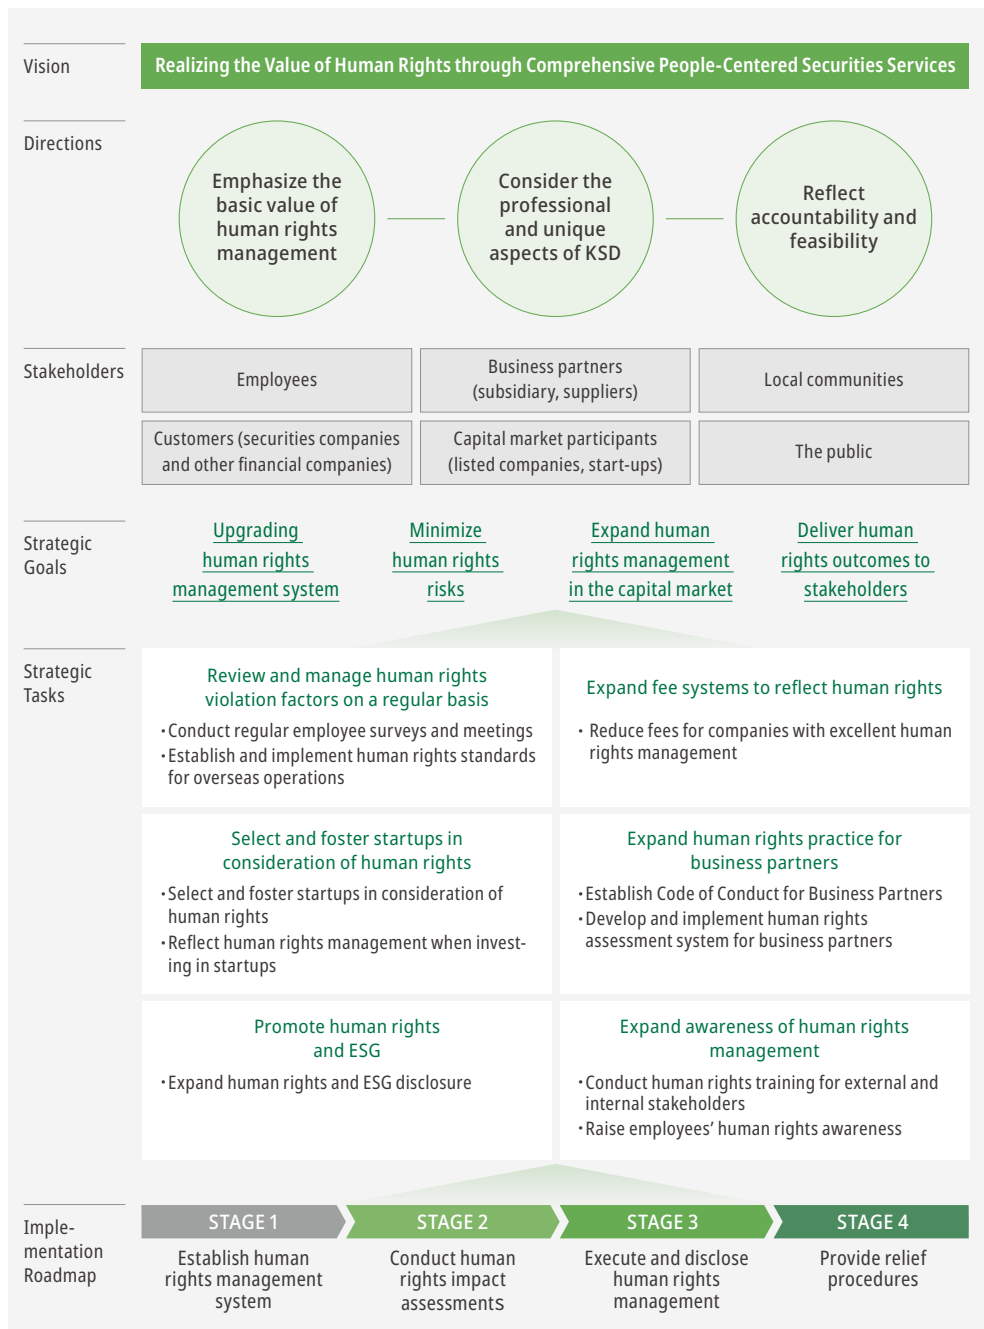 Vision
Realizing the Value of Human Rights through Comprehensive People-Centered Securities Services
Directions
Emphasize the
basic value of
human rights
management
Consider the
professional
and unique
aspects of KSD
Reflect
accountability and
feasibility
Stakeholders
Employees
Business partners
(subsidiary, suppliers)
Local communities
Customers (securities companies
and other financial companies)
Capital market participants
(listed companies, start-ups)
The public
Strategic
Goals
Upgrading
human rights
management system
Minimize
human rights
risks
Expand human
rights management
in the capital market
Deliver human
rights outcomes to
stakeholders
Strategic
Tasks
Review and manage human rights
violation factors on a regular basis
· Conduct regular employee surveys and meetings
· Establish and implement human rights standards
for overseas operations
Expand fee systems to reflect human rights
· Reduce fees for companies with excellent human
rights management
Select and foster startups in
consideration of human rights
· Select and foster startups in consideration of
human rights
· Reflect human rights management when invest-
ing in startups
Expand human rights practice for
business partners
· Establish Code of Conduct for Business Partners
· Develop and implement human rights
assessment system for business partners
Promote human rights
and ESG
· Expand human rights and ESG disclosure
Expand awareness of human rights
management
· Conduct human rights training for external and
internal stakeholders
· Raise employees’ human rights awareness
Imple-
mentation
Roadmap
STAGE 1
Establish human
rights management
system
STAGE 2
Conduct human
rights impact
assessments
STAGE 3
Execute and disclose
human rights
management
STAGE 4
Provide relief
procedures